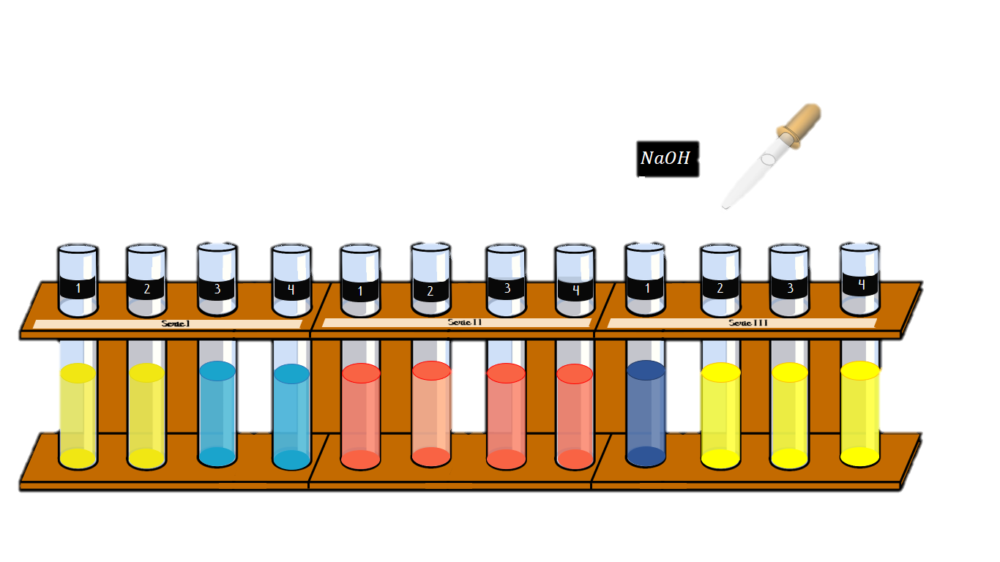 NaOH
1 2 3 4 1 2 3 4 1 2 3 4
Serie I Serie II Serie III